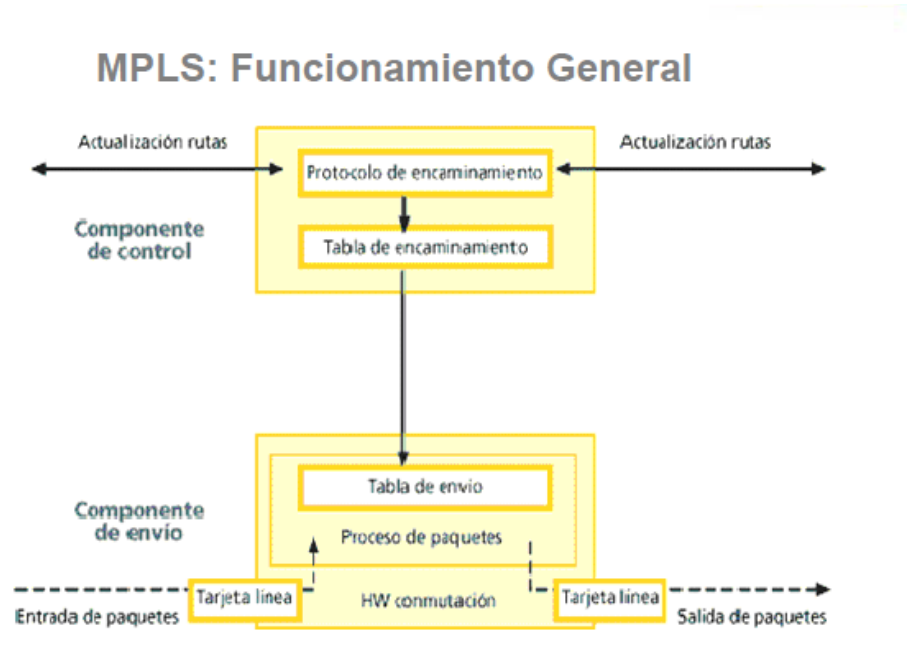 MPLS: Funcionamiento General
Actualización rutas
Actualización rutas
Protocolo de encaminamiento
Componente
de control
Tabla de encaminamiento
Tabla de envío
Componente
de envío
Proceso de paquetes
Tarjeta línea
HW conmutación
Tarjeta línea
Entrada de paquetes
Salida de paquetes